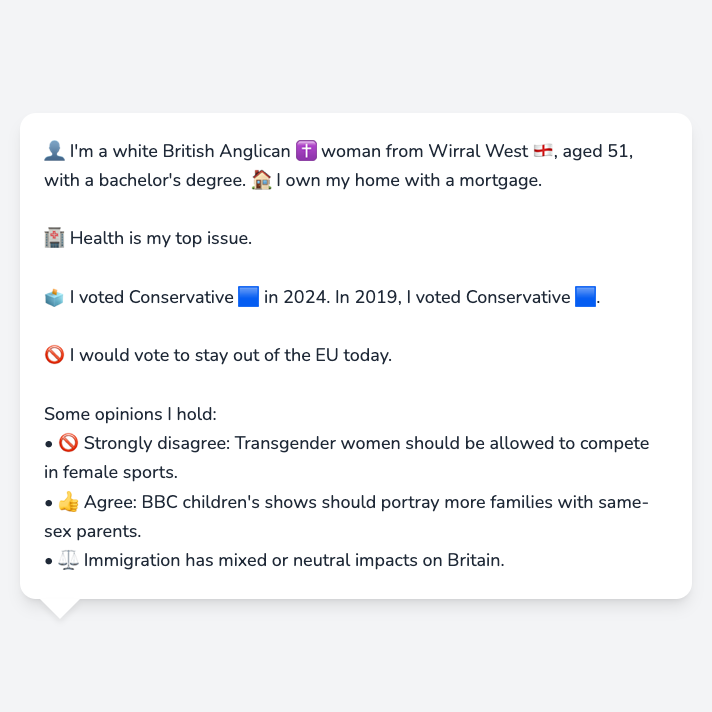 👤 I'm a white British Anglican ✝️ woman from Wirral West 🏴󠁧󠁢󠁥󠁮󠁧󠁿, aged 51,
with a bachelor's degree. 🏠 I own my home with a mortgage.
🏥 Health is my top issue.
🗳️ I voted Conservative 🟦 in 2024. In 2019, I voted Conservative 🟦.
🚫 I would vote to stay out of the EU today.
Some opinions I hold:
• 🚫 Strongly disagree: Transgender women should be allowed to compete
in female sports.
• 👍 Agree: BBC children's shows should portray more families with same-
sex parents.
• ⚖️ Immigration has mixed or neutral impacts on Britain.